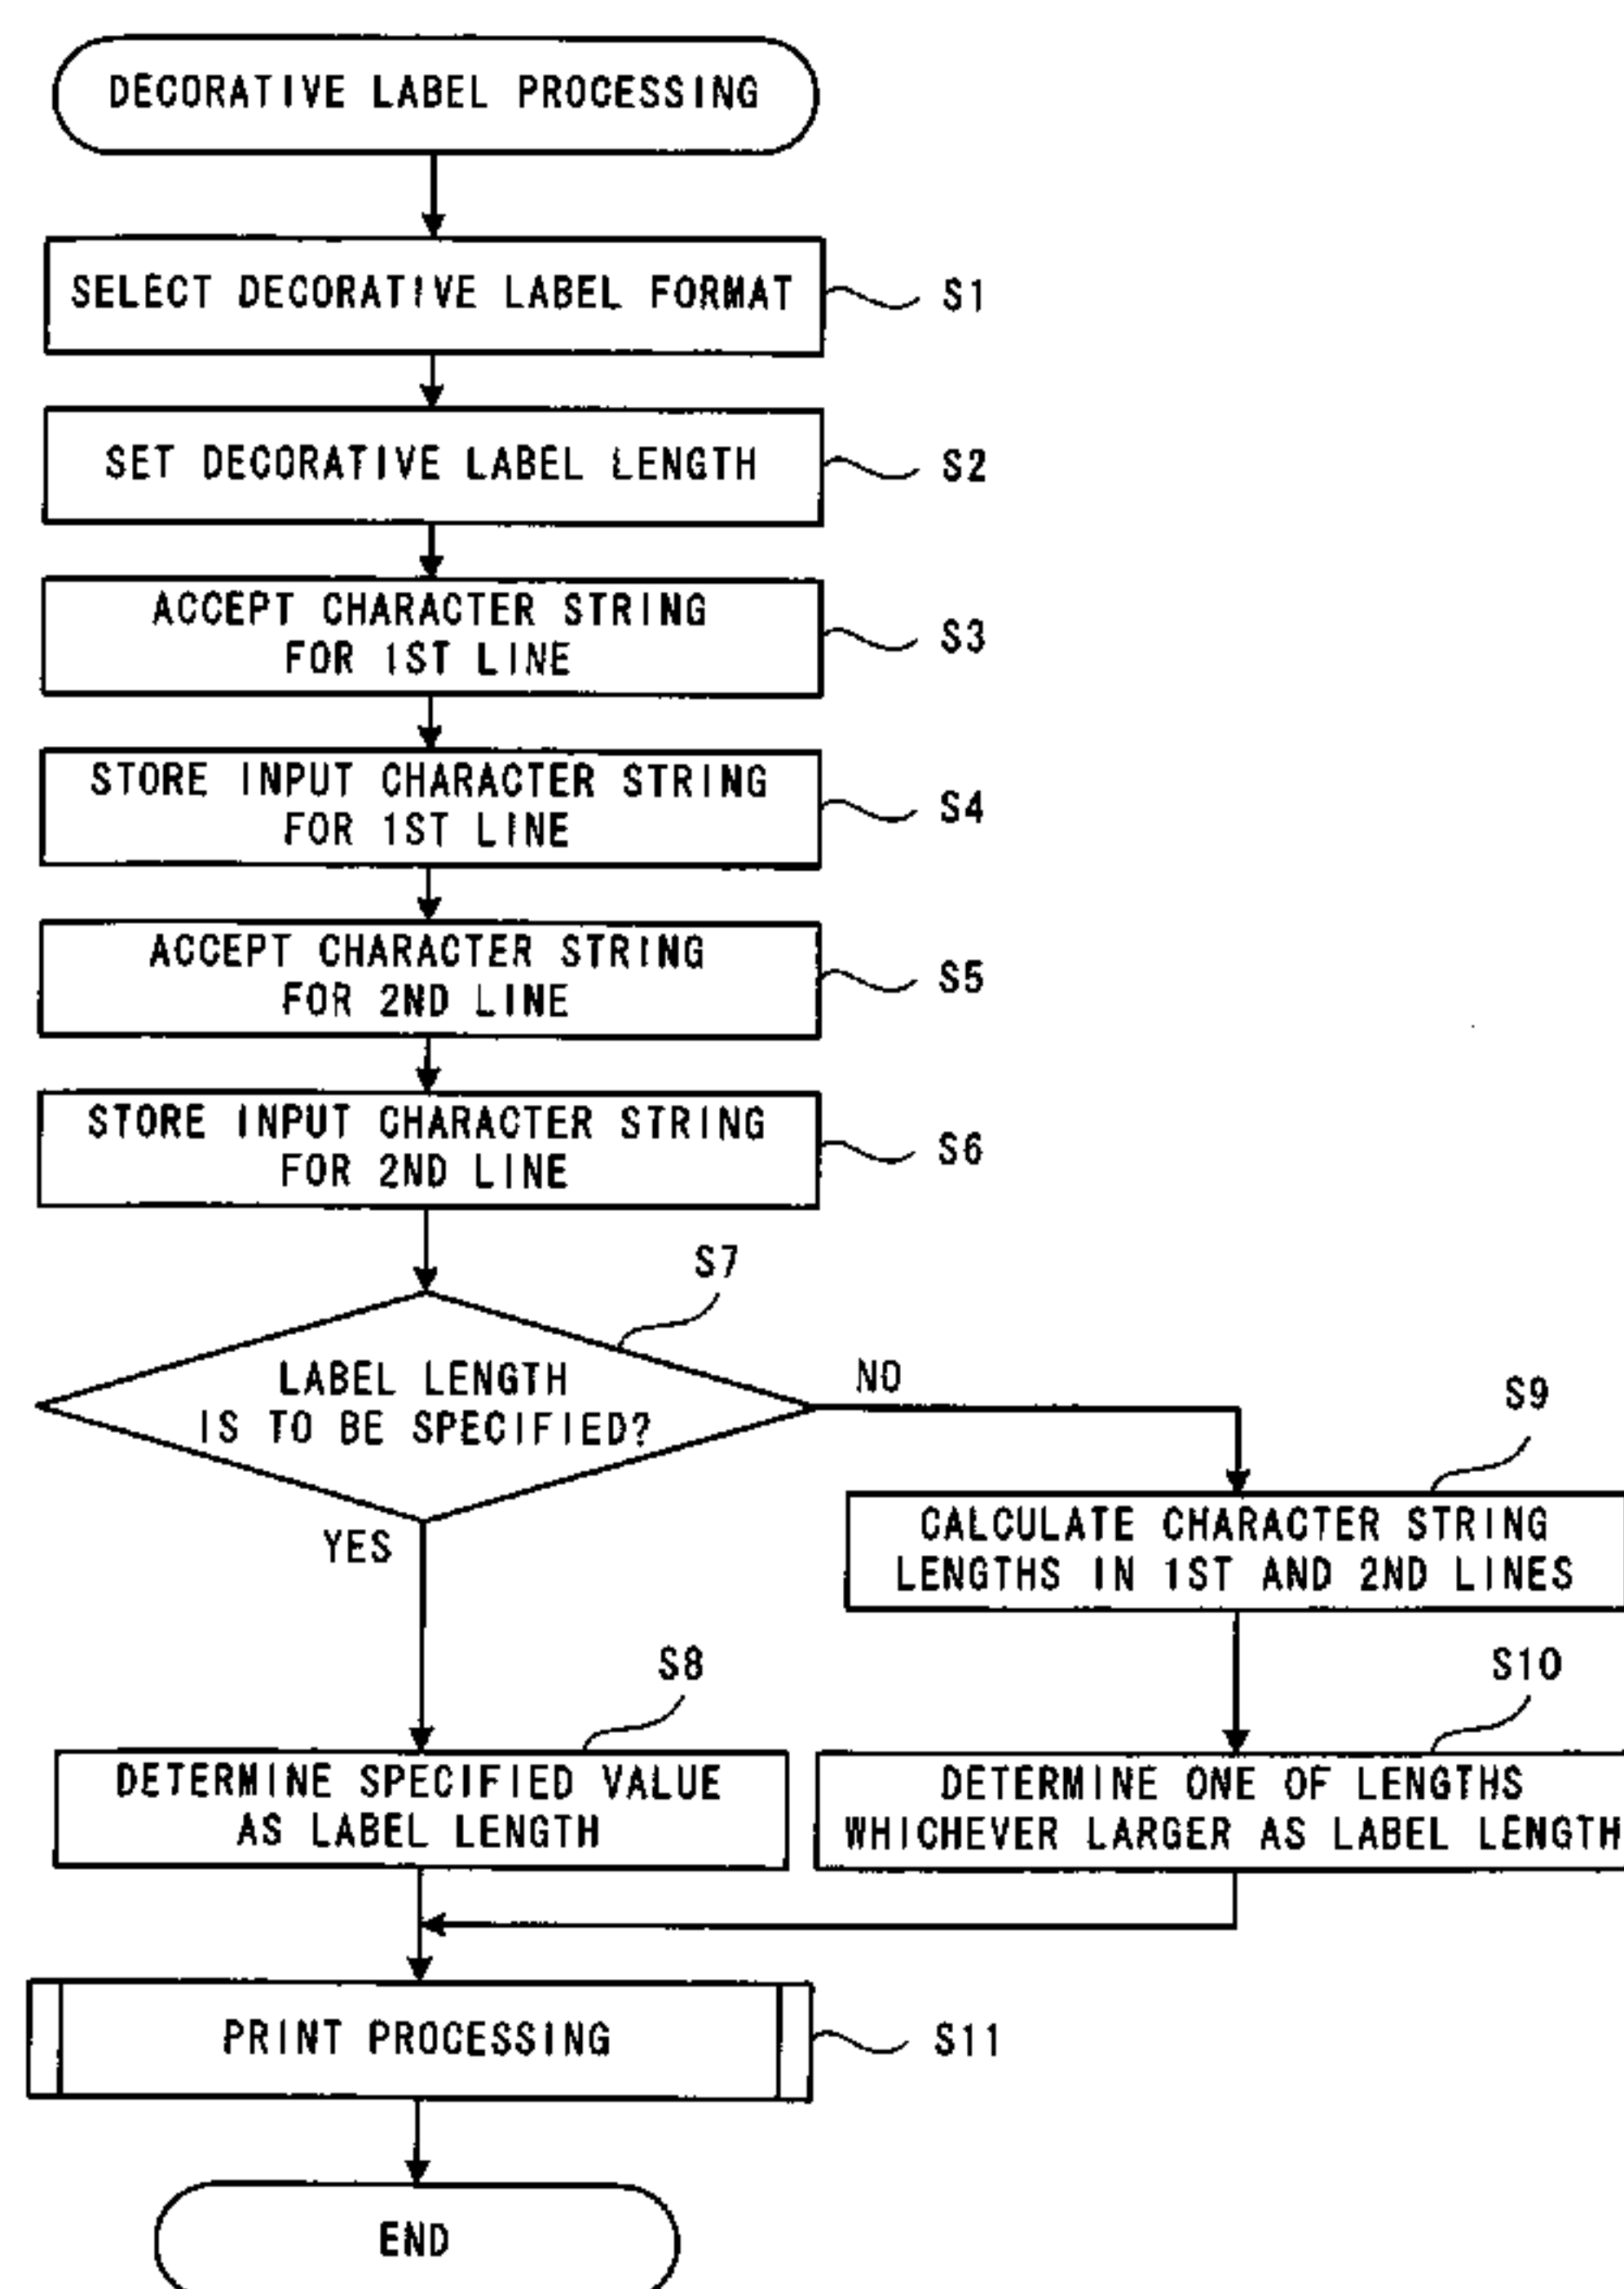 DECORATIVE LABEL PROCESSING
SELECT DECORATIVE LABEL FORMAT
S1
SET DECORATIVE LABEL LENGTH
S2
ACCEPT CHARACTER STRING
FOR 1ST LINE
S3
STORE INPUT CHARACTER STRING
FOR 1ST LINE
S4
ACCEPT CHARACTER STRING
FOR 2ND LINE
S5
STORE INPUT CHARACTER STRING
FOR 2ND LINE
S6
S7
LABEL LENGTH
IS TO BE SPECIFIED?
NO
YES
S9
CALCULATE CHARACTER STRING
LENGTHS IN 1ST AND 2ND LINES
S8
DETERMINE SPECIFIED VALUE
AS LABEL LENGTH
S10
DETERMINE ONE OF LENGTHS
WHICHEVER LARGER AS LABEL LENGTH
PRINT PROCESSING
S11
END